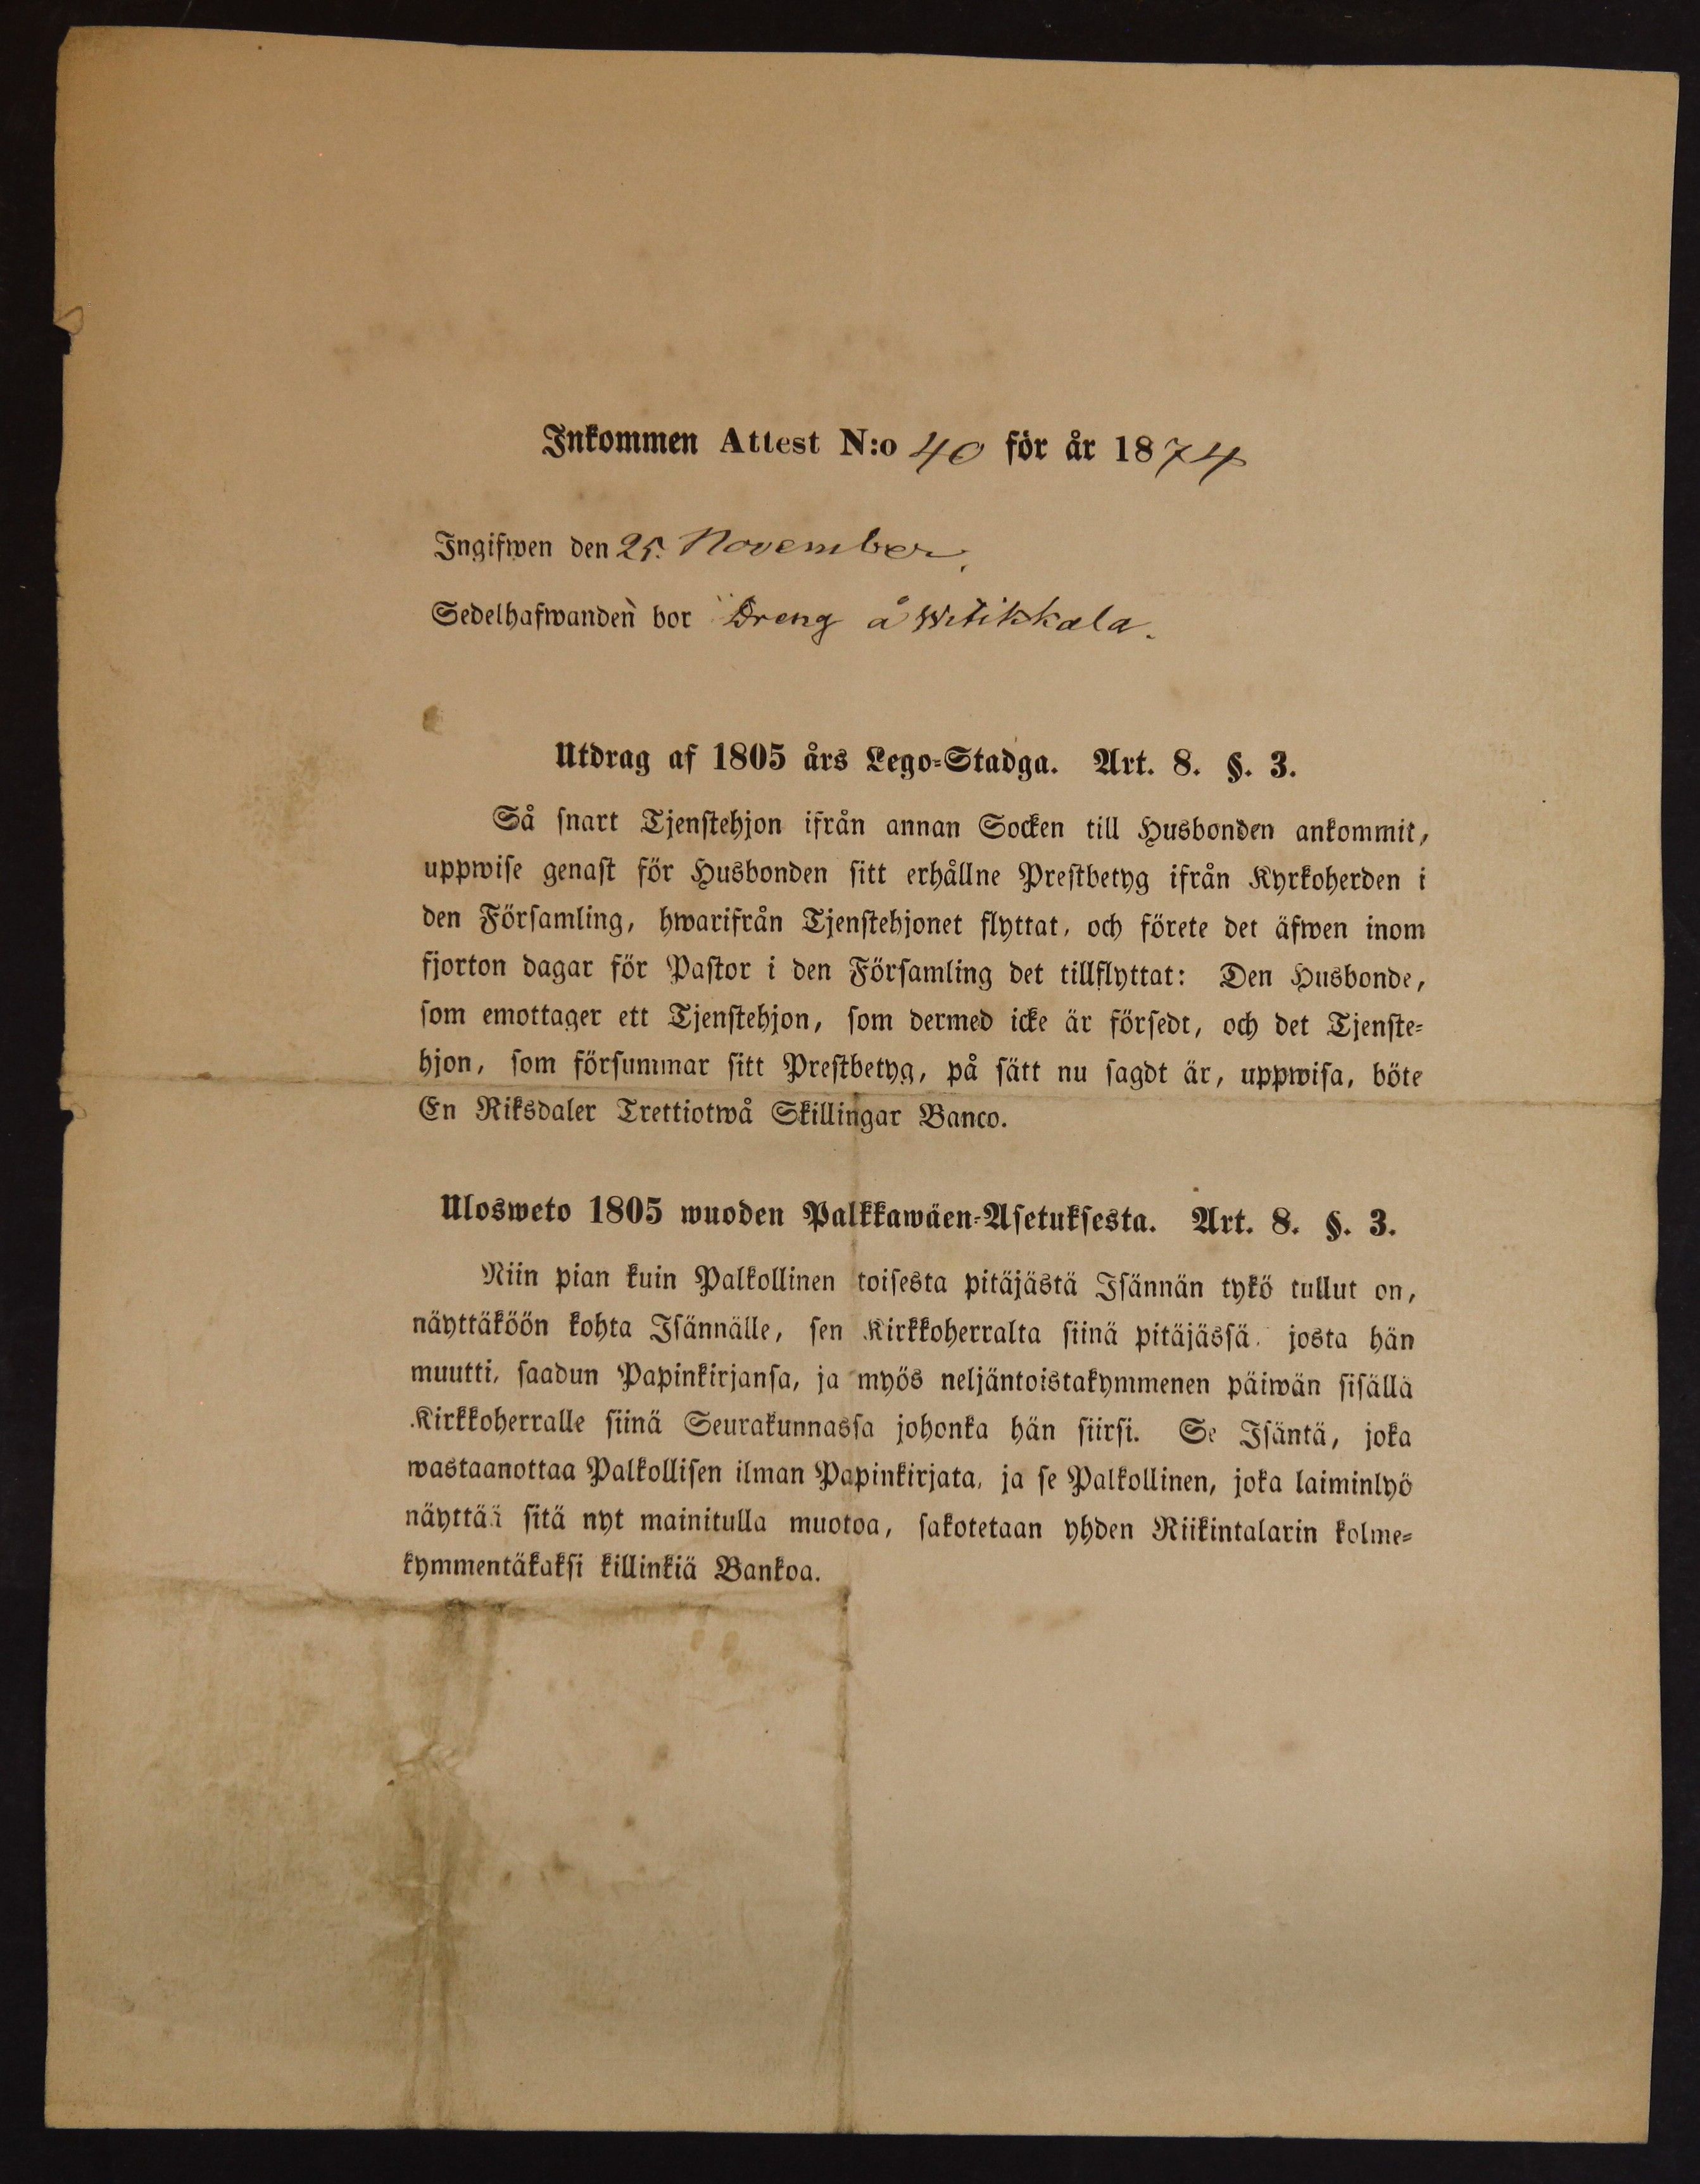 Inkommen Attest N:o 40 för år 1874
Ingifwen den 25. November.
Sedelhafwanden bor Dreng å Witikkala.
Utdrag af 1805 års Lego-Stadga. Art. 8. §. 3.
Så snart Tjenstehjon ifrån annan Socken till Husbonden ankommit,
uppwise genast för Husbonden sitt erhållne Prestbetyg ifrån Kyrkoherden i
den Församling, hwarifrån Tjenstehjonet flyttat, och förete det äfwen inom
fjorton dagar för Pastor i den Församling det tillflyttat: Den Husbonde,
som emottager ett Tjenstehjon, som dermed icke är försedt, och det Tjenste-
hjon, som försummar sitt Prestbetyg, på sätt nu sagdt är, uppwisa, böte
En Riksdaler Trettiotwå Skillingar Banco.
Ulosweto 1805 wuoden Palkkawäen-Asetuksesta. Art. 8. §. 3.
Niin pian kuin Palkollinen toisesta pitäjästä Isännän tykö tullut on,
näyttäköön kohta Isännälle, sen Kirkkoherralta siinä pitäjässä, josta hän
muutti, saadun Papinkirjansa, ja myös neljäntoistakymmenen päiwän sisällä
Kirkkoherralle siinä Seurakunnassa johonka hän siirsi. Se Isäntä, joka
wastaanottaa Palkollisen ilman Papinkirjata, ja se Palkollinen, joka laiminlyö
näyttää sitä nyt mainitulla muotoa, sakotetaan yhden Riikintalarin kolme-
kymmentäkaksi killinkiä Bankoa.